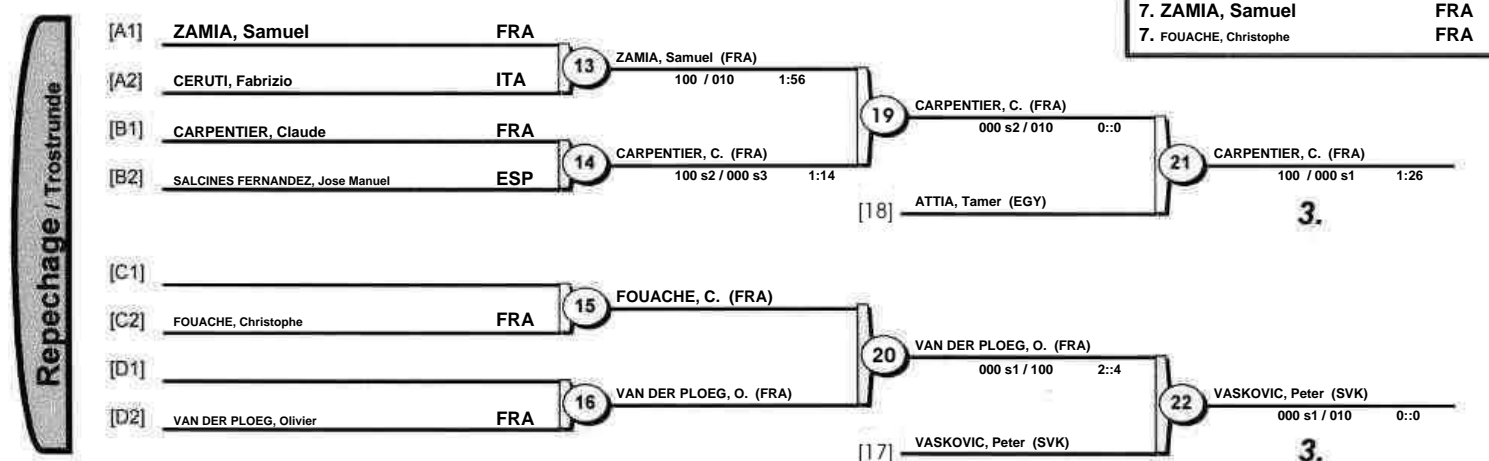 7. ZAMIA, Samuel FRA
7. FOUACHE, Christophe FRA
Repechage / Trostrunde
[A1] ZAMIA, Samuel FRA
13 ZAMIA, Samuel (FRA)
100 / 010 1:56
[A2] CERUTI, Fabrizio ITA
19 CARPENTIER, C. (FRA)
000 s2 / 010 0::0
[B1] CARPENTIER, Claude FRA
14 CARPENTIER, C. (FRA)
100 s2 / 000 s3 1:14
[B2] SALCINES FERNANDEZ, Jose Manuel ESP
21 CARPENTIER, C. (FRA)
100 / 000 s1 1:26
[18] ATTIA, Tamer (EGY)
3.
[C1]
15 FOUACHE, C. (FRA)
[C2] FOUACHE, Christophe FRA
20 VAN DER PLOEG, O. (FRA)
000 s1 / 100 2::4
[D1]
16 VAN DER PLOEG, O. (FRA)
[D2] VAN DER PLOEG, Olivier FRA
22 VASKOVIC, Peter (SVK)
000 s1 / 010 0::0
[17] VASKOVIC, Peter (SVK)
3.